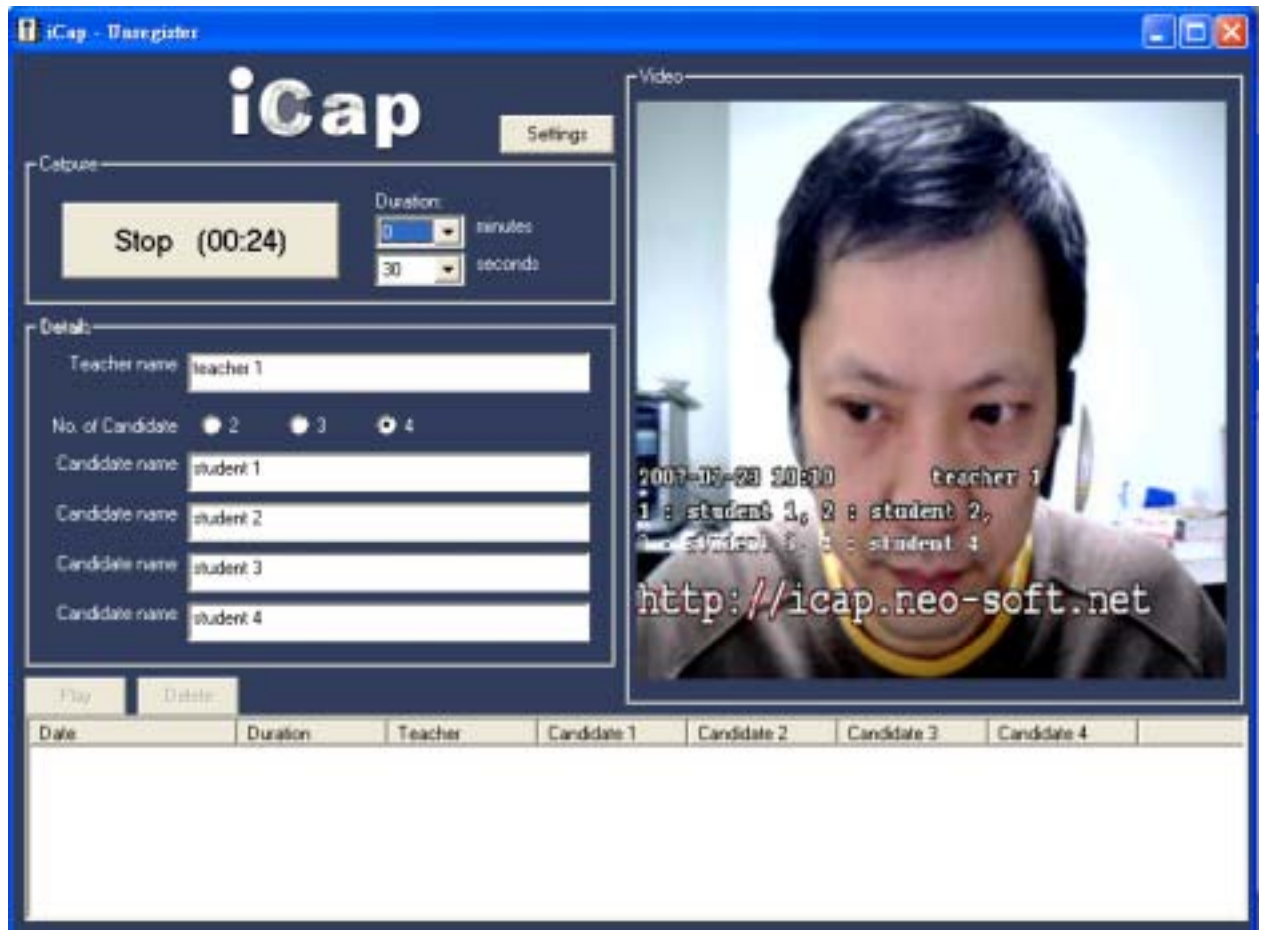 iCap - Unregister
iCap
Settings
Catpure
Stop (00:24)
Duration:
0 minutes
30 seconds
Details
Teacher name teacher 1
No. of Candidate 2 3 4
Candidate name student 1
Candidate name student 2
Candidate name student 3
Candidate name student 4
Video
10:10 teacher 1
1 : student 1, 2 : student 2,
: student 4
http://icap.neo-soft.net
Play Delete
Date Duration Teacher Candidate 1 Candidate 2 Candidate 3 Candidate 4